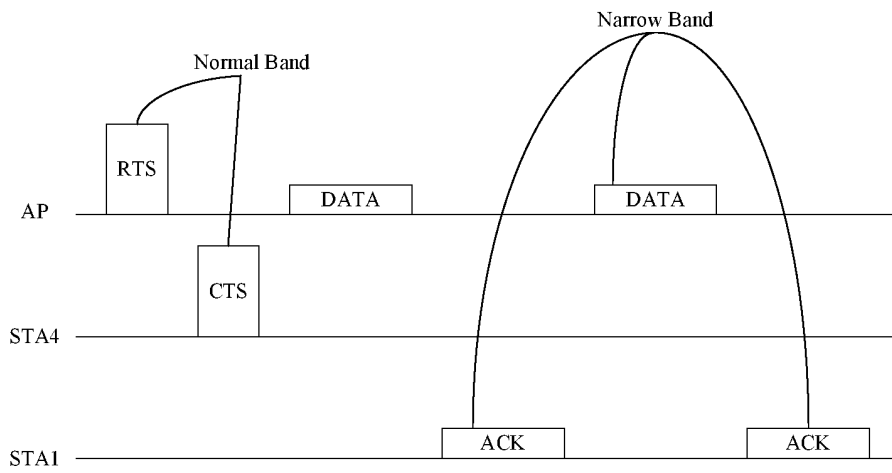 Narrow Band
Normal Band
RTS
AP
DATA
DATA
CTS
STA4
STA1
ACK
ACK